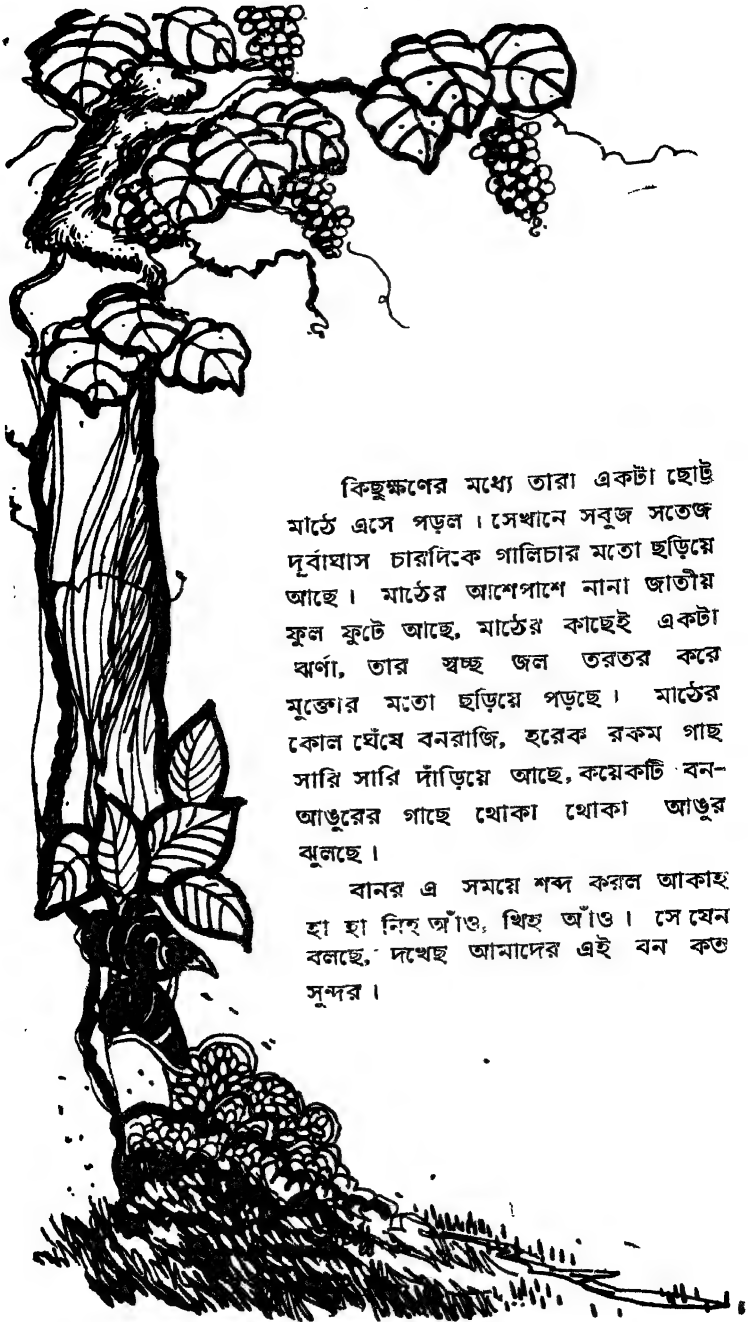 কিছুক্ষণের মধ্যে তারা একটা ছোট্ট
মাঠে এসে পড়ল । সেখানে সবুজ সতেজ
দূর্বাঘাস চারদিকে গালিচার মতো ছড়িয়ে
আছে । মাঠের আশেপাশে নানা জাতীয়
ফুল ফুটে আছে, মাঠের কাছেই একটা
ঝর্ণা, তার স্বচ্ছ জল তরতর করে
মুক্তোর মতো ছড়িয়ে পড়ছে । মাঠের
কোল ঘেঁষে বনরাজি, হরেক রকম গাছ
সারি সারি দাঁড়িয়ে আছে, কয়েকটি বন-
আঙুরের গাছে থোকা থোকা আঙুর
ঝুলছে ।
বানর এ সময়ে শব্দ করল আকাহ
হা হা নিহ আঁও, খিহ আঁও । সে যেন
বলছে, দখেছ আমাদের এই বন কত
সুন্দর ।